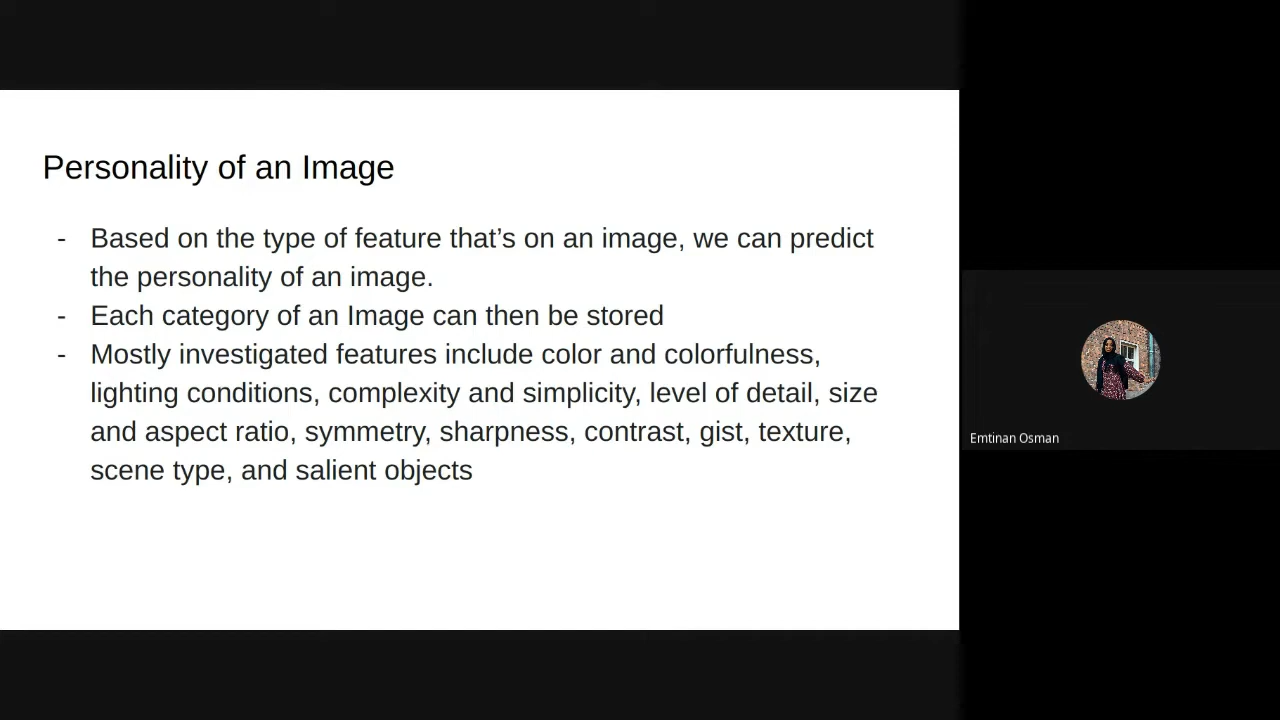 Personality of an Image
- Based on the type of feature that’s on an image, we can predict
the personality of an image.
- Each category of an Image can then be stored
- Mostly investigated features include color and colorfulness,
lighting conditions, complexity and simplicity, level of detail, size
and aspect ratio, symmetry, sharpness, contrast, gist, texture,
scene type, and salient objects
Emtinan Osman